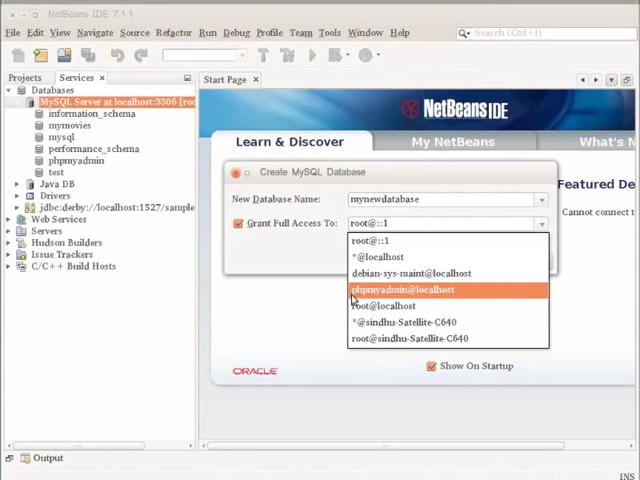 NetBeans IDE 7.1.1
File Edit View Navigate Source Refactor Run Debug Profile Team Tools Window Help
Search (Ctrl+I)
Projects
Services
Start Page
Databases
MySQL Server at localhost:3306 [roo
information_schema
mymovies
mysql
performance_schema
phpmyadmin
test
Java DB
Drivers
jdbc:derby://localhost:1527/sample
Web Services
Servers
Hudson Builders
Issue Trackers
C/C++ Build Hosts
NetBeans IDE
Learn & Discover
My NetBeans
What's N
Featured De
Cannot connect t
Create MySQL Database
New Database Name:
mynewdatabase
Grant Full Access To:
root@::1
root@::1
*@localhost
debian-sys-maint@localhost
phpmyadmin@localhost
root@localhost
*@sindhu-Satellite-C640
root@sindhu-Satellite-C640
ORACLE
Show On Startup
Output
INS